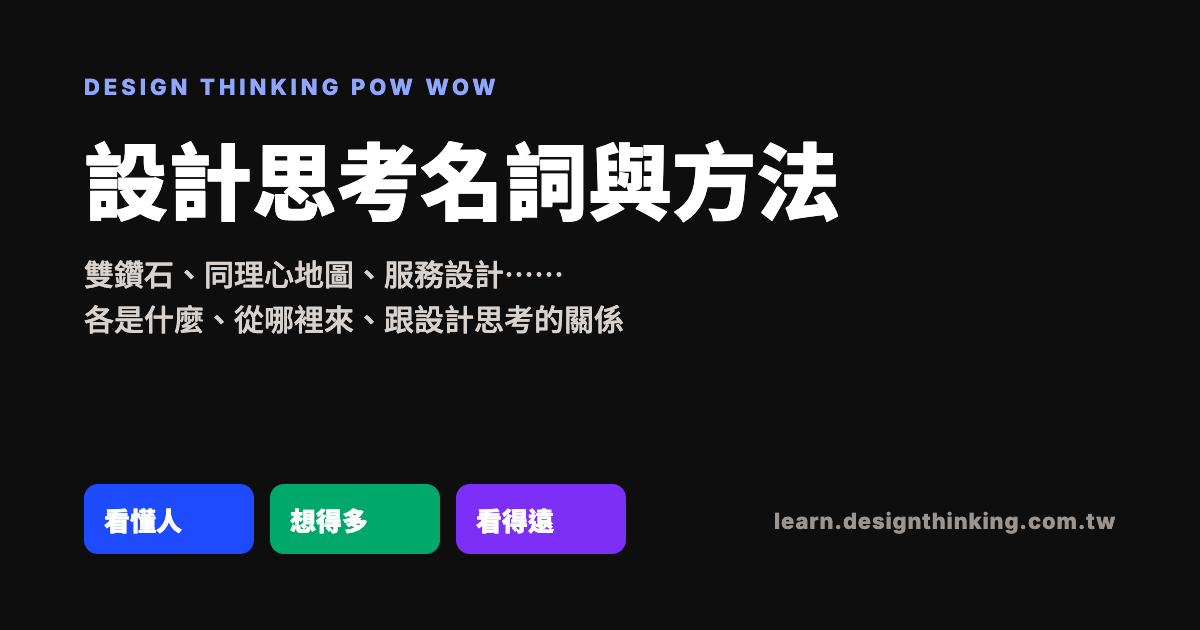 DESIGN THINKING POW WOW
設計思考名詞與方法
雙鑽石、同理心地圖、服務設計⋯⋯
各是什麼、從哪裡來、跟設計思考的關係
看懂人
想得多
看得遠
learn.designthinking.com.tw